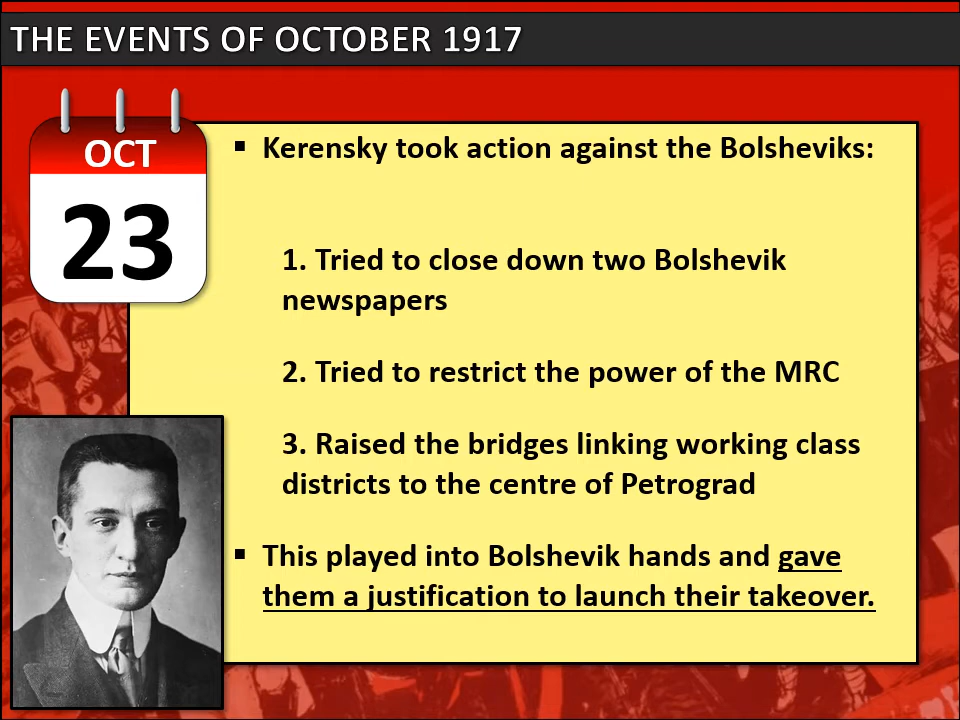 THE EVENTS OF OCTOBER 1917
OCT
23
▪ Kerensky took action against the Bolsheviks:
1. Tried to close down two Bolshevik
newspapers
2. Tried to restrict the power of the MRC
3. Raised the bridges linking working class
districts to the centre of Petrograd
▪ This played into Bolshevik hands and gave
them a justification to launch their takeover.